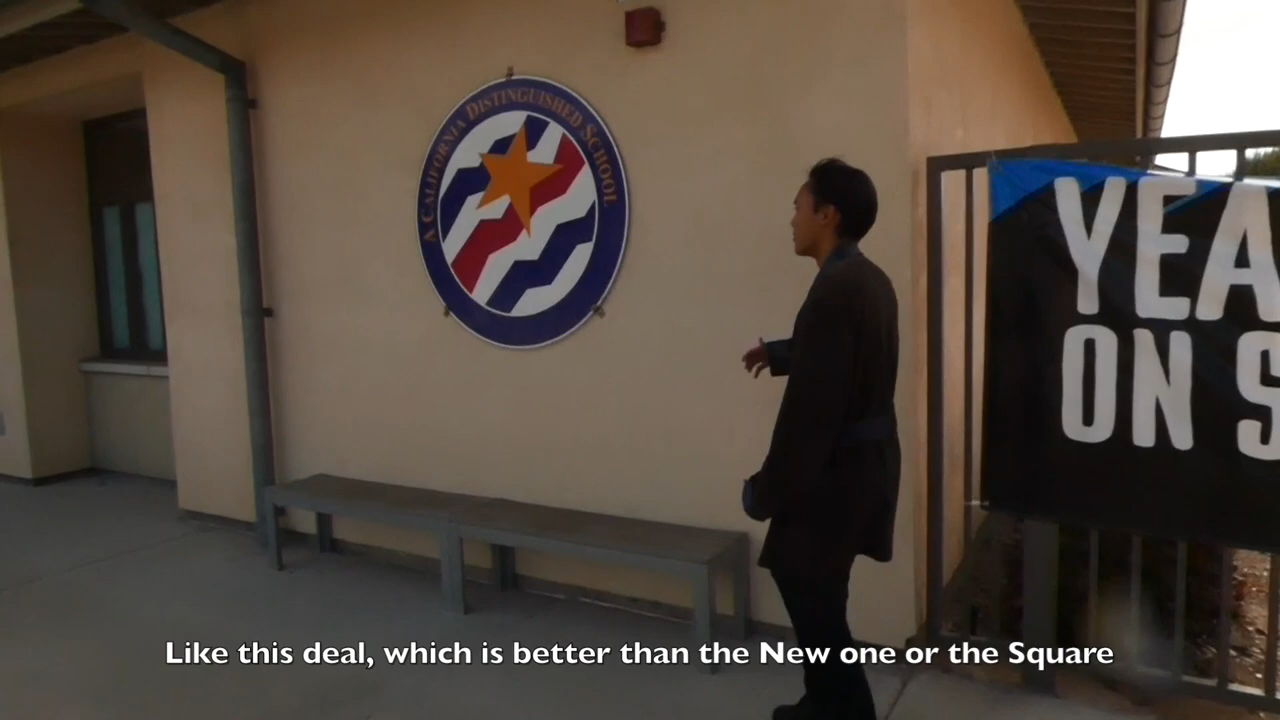 A CALIFORNIA DISTINGUISHED SCHOOL
YEA
ON S
Like this deal, which is better than the New one or the Square